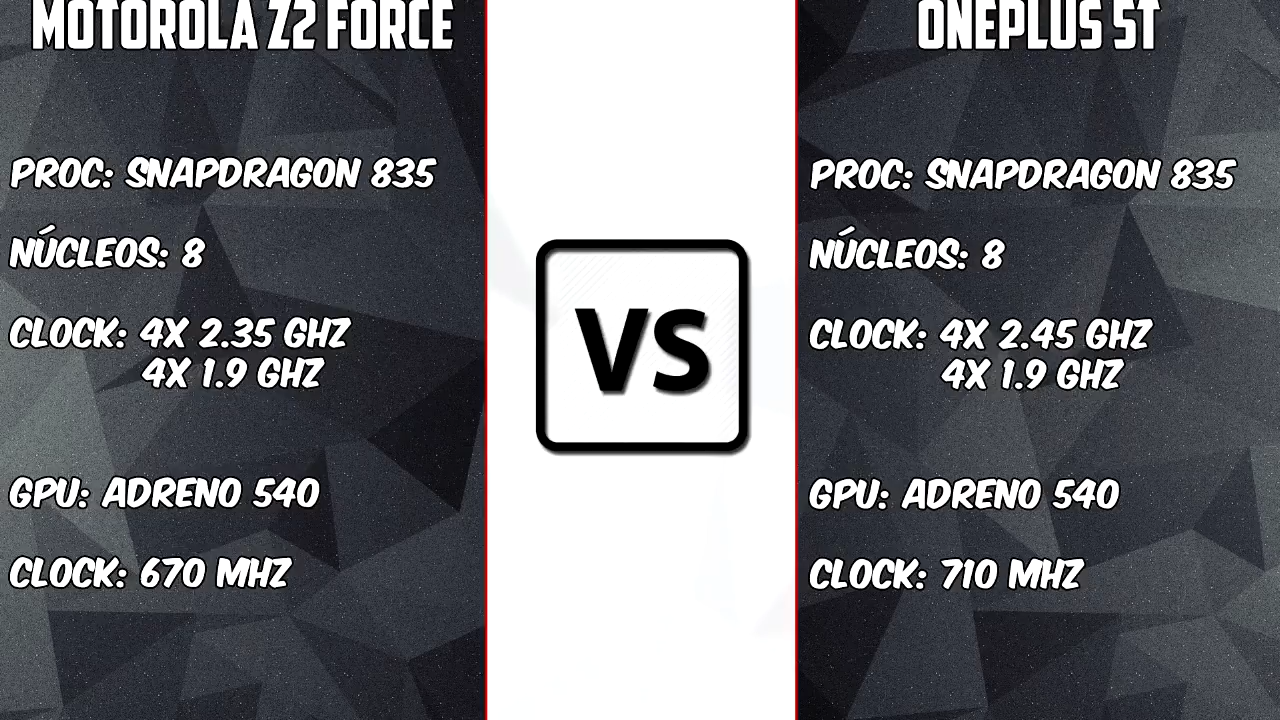 MOTOROLA Z2 FORCE
PROC: SNAPDRAGON 835
NÚCLEOS: 8
CLOCK: 4X 2.35 GHZ
4X 1.9 GHZ
GPU: ADRENO 540
CLOCK: 670 MHZ
VS
ONEPLUS 5T
PROC: SNAPDRAGON 835
NÚCLEOS: 8
CLOCK: 4X 2.45 GHZ
4X 1.9 GHZ
GPU: ADRENO 540
CLOCK: 710 MHZ